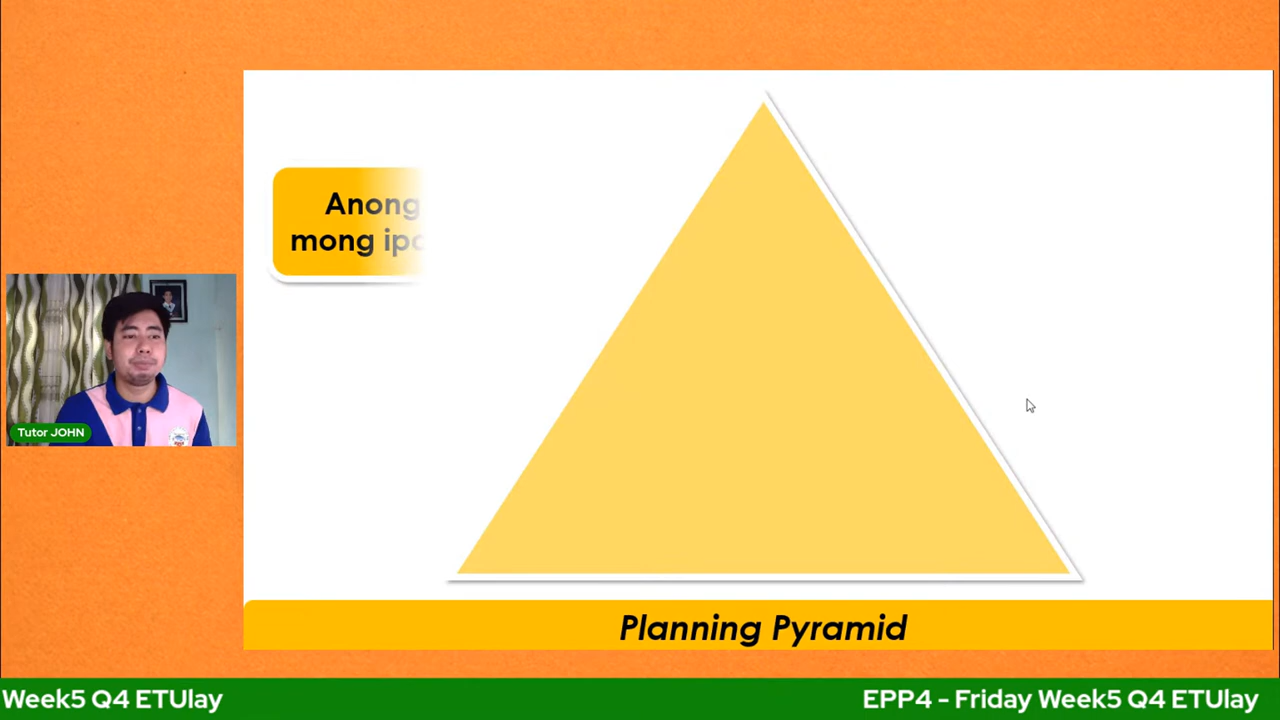 Anong
mong
Tutor JOHN
Planning Pyramid
Week5 Q4 ETUlay
EPP4 - Friday Week5 Q4 ETUlay